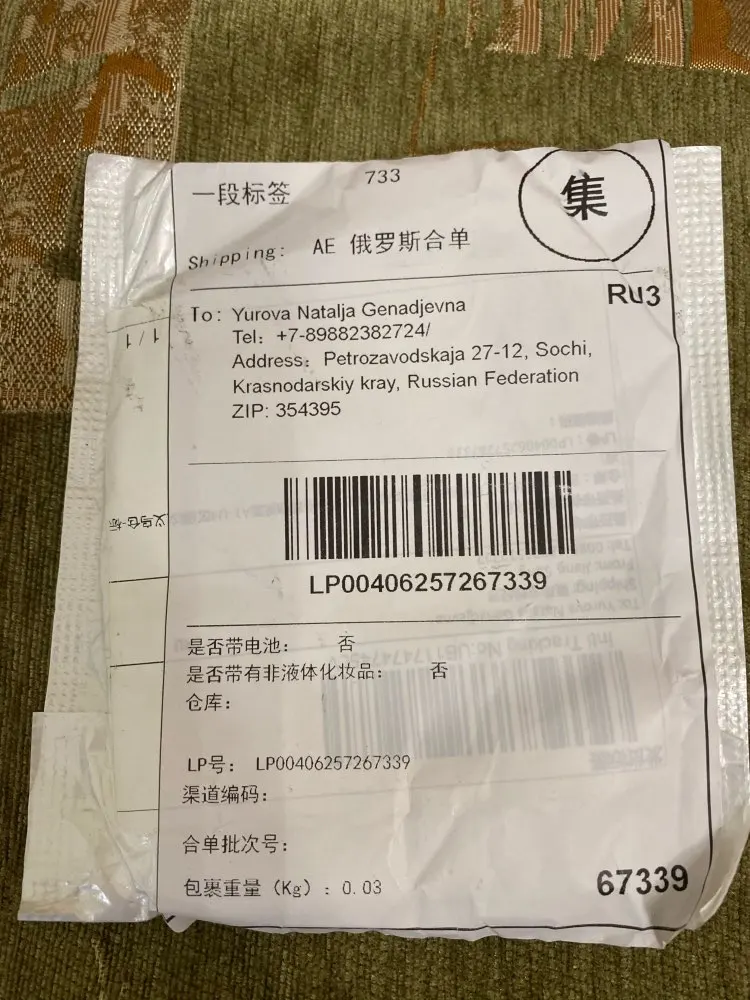 733
一段标签
集
Shipping: AE 俄罗斯合单
RU3
To: Yurova Natalja Genadjevna
Tel: +7-89882382724/
Address: Petrozavodskaja 27-12, Sochi,
Krasnodarskiy kray, Russian Federation
ZIP: 354395
1/1
LP00406257267339
是否带电池: 否
是否带有非液体化妆品: 否
仓库:
LP号: LP00406257267339
渠道编码:
合单批次号:
包裹重量(Kg): 0.03
67339